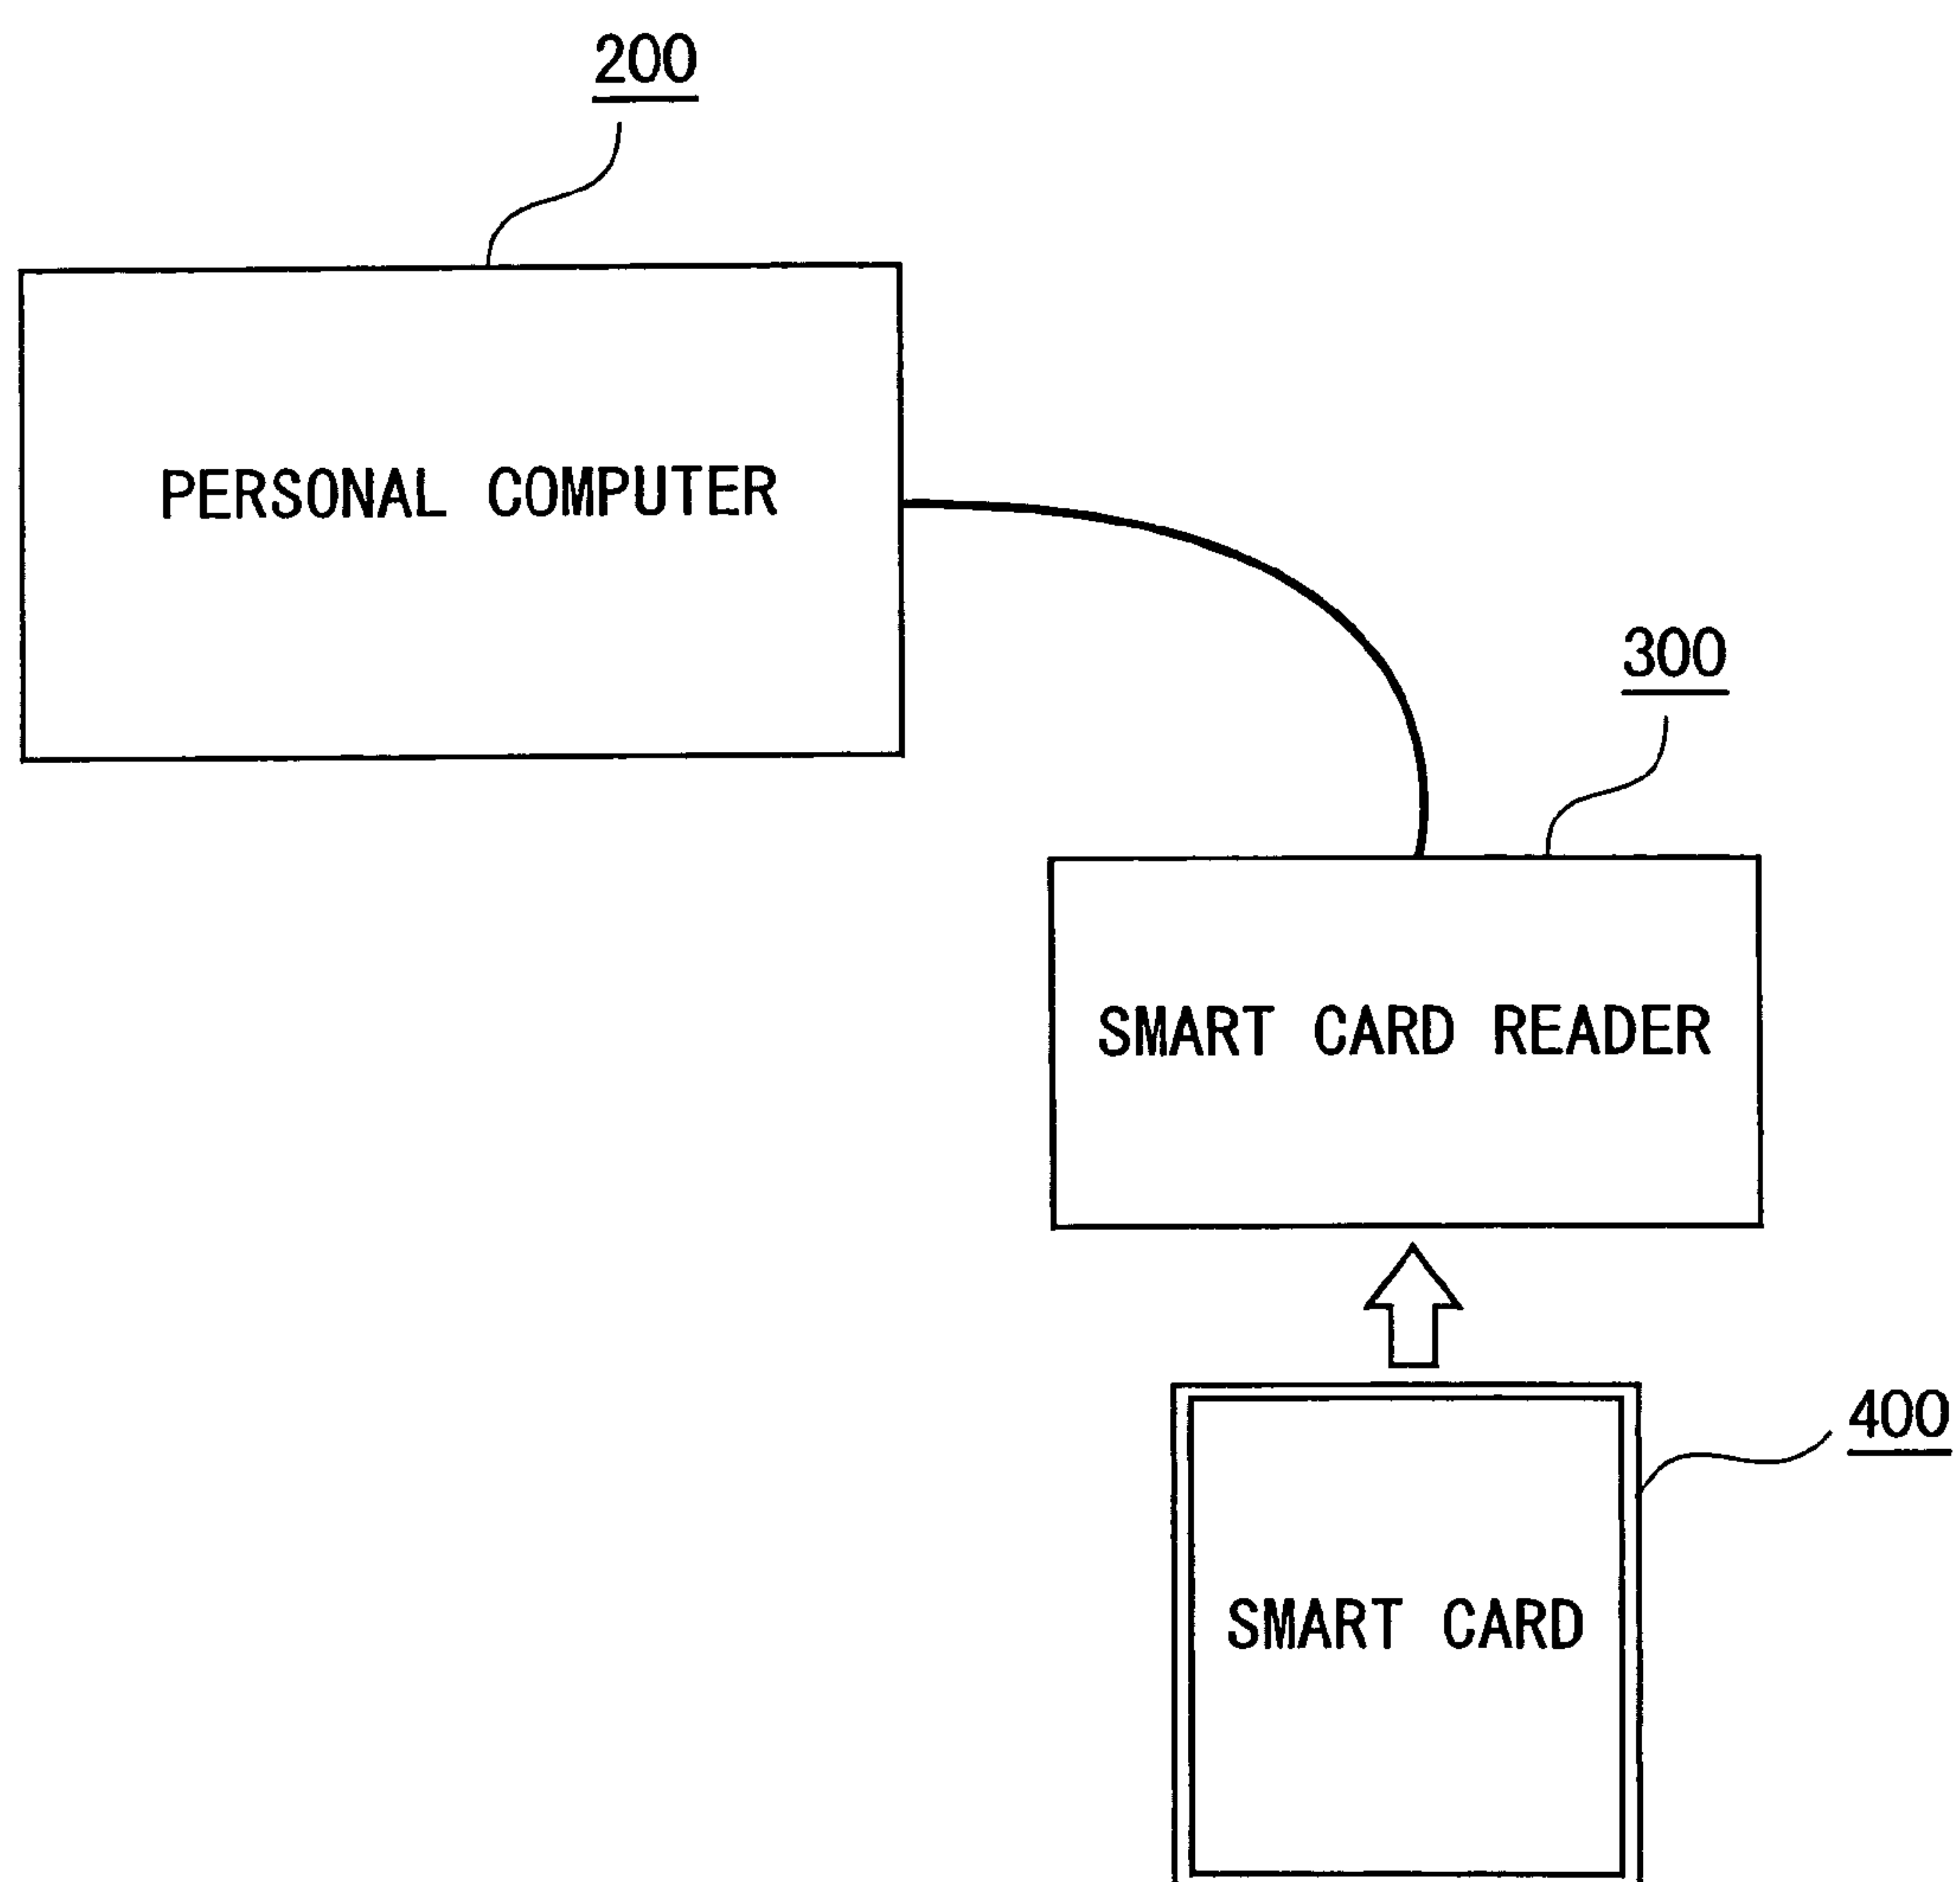 200
PERSONAL COMPUTER
300
SMART CARD READER
400
SMART CARD